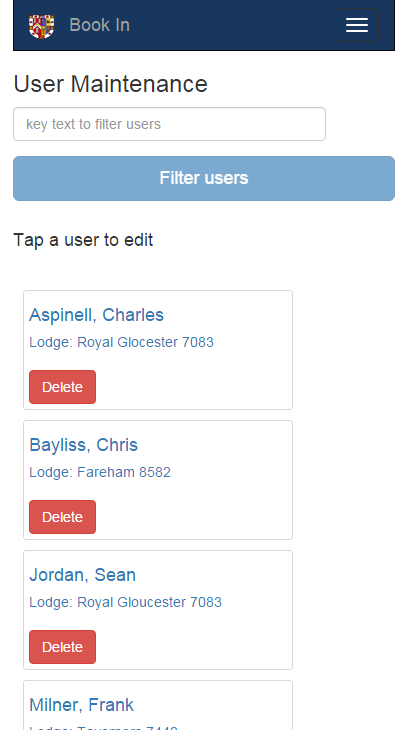 Book In
User Maintenance
key text to filter users
Filter users
Tap a user to edit
Aspinell, Charles
Lodge: Royal Glocester 7083
Delete
Bayliss, Chris
Lodge: Fareham 8582
Delete
Jordan, Sean
Lodge: Royal Gloucester 7083
Delete
Milner, Frank
Lodge: